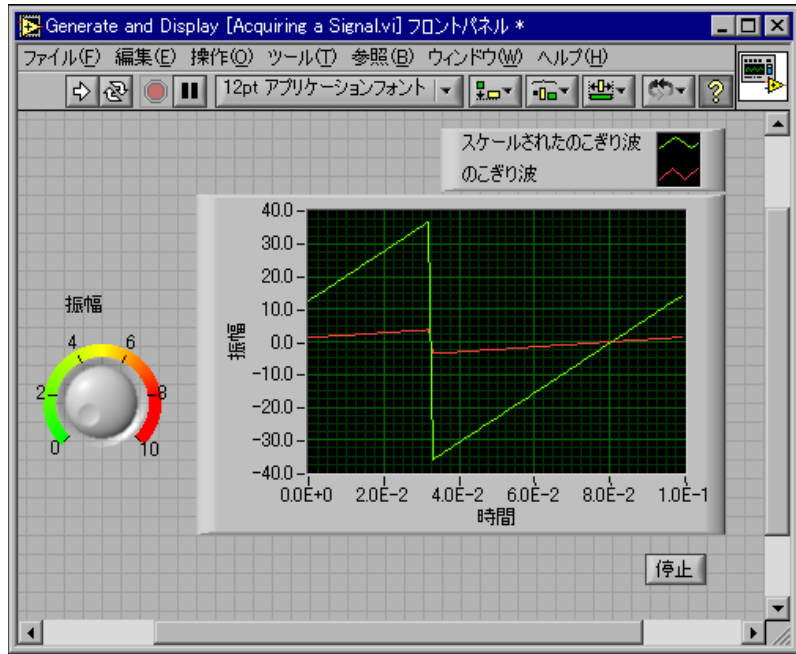 Generate and Display [Acquiring a Signal.vi] フロントパネル *
ファイル(F) 編集(E) 操作(O) ツール(T) 参照(B) ウィンドウ(W) ヘルプ(H)
12pt アプリケーションフォント
スケールされたのこぎり波
のこぎり波
振幅
0
2
4
6
8
10
振幅
40.0
30.0
20.0
10.0
0.0
-10.0
-20.0
-30.0
-40.0
0.0E+0 2.0E-2 4.0E-2 6.0E-2 8.0E-2 1.0E-1
時間
停止